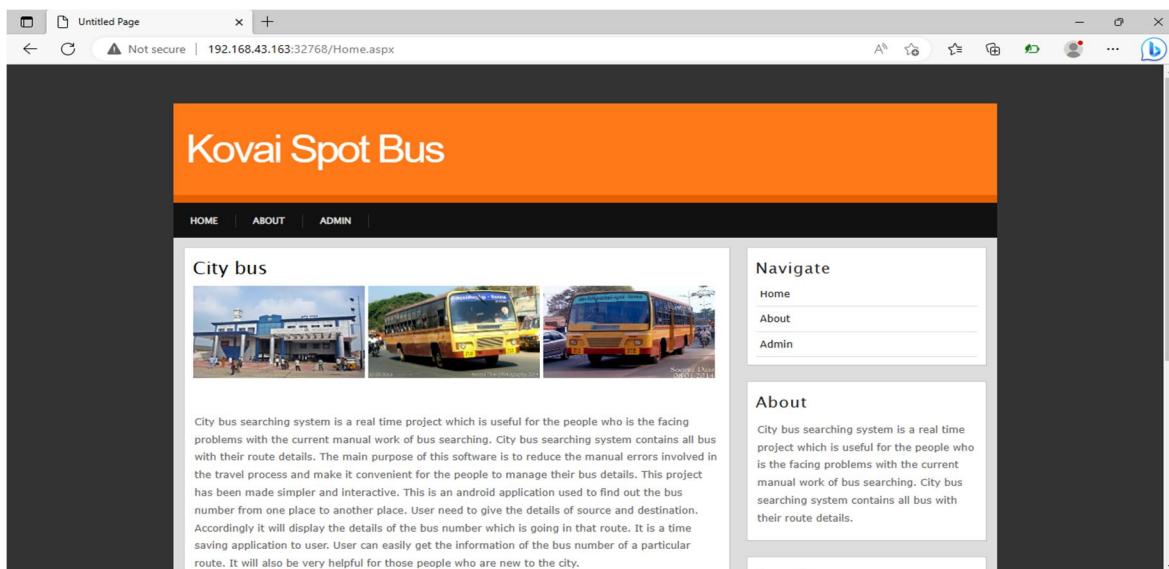 Untitled Page
Not secure | 192.168.43.163:32768/Home.aspx
Kovai Spot Bus
HOME ABOUT ADMIN
City bus
City bus searching system is a real time project which is useful for the people who is the facing
problems with the current manual work of bus searching. City bus searching system contains all bus
with their route details. The main purpose of this software is to reduce the manual errors involved in
the travel process and make it convenient for the people to manage their bus details. This project
has been made simpler and interactive. This is an android application used to find out the bus
number from one place to another place. User need to give the details of source and destination.
Accordingly it will display the details of the bus number which is going in that route. It is a time
saving application to user. User can easily get the information of the bus number of a particular
route. It will also be very helpful for those people who are new to the city.
Navigate
Home
About
Admin
About
City bus searching system is a real time
project which is useful for the people who
is the facing problems with the current
manual work of bus searching. City bus
searching system contains all bus with
their route details.